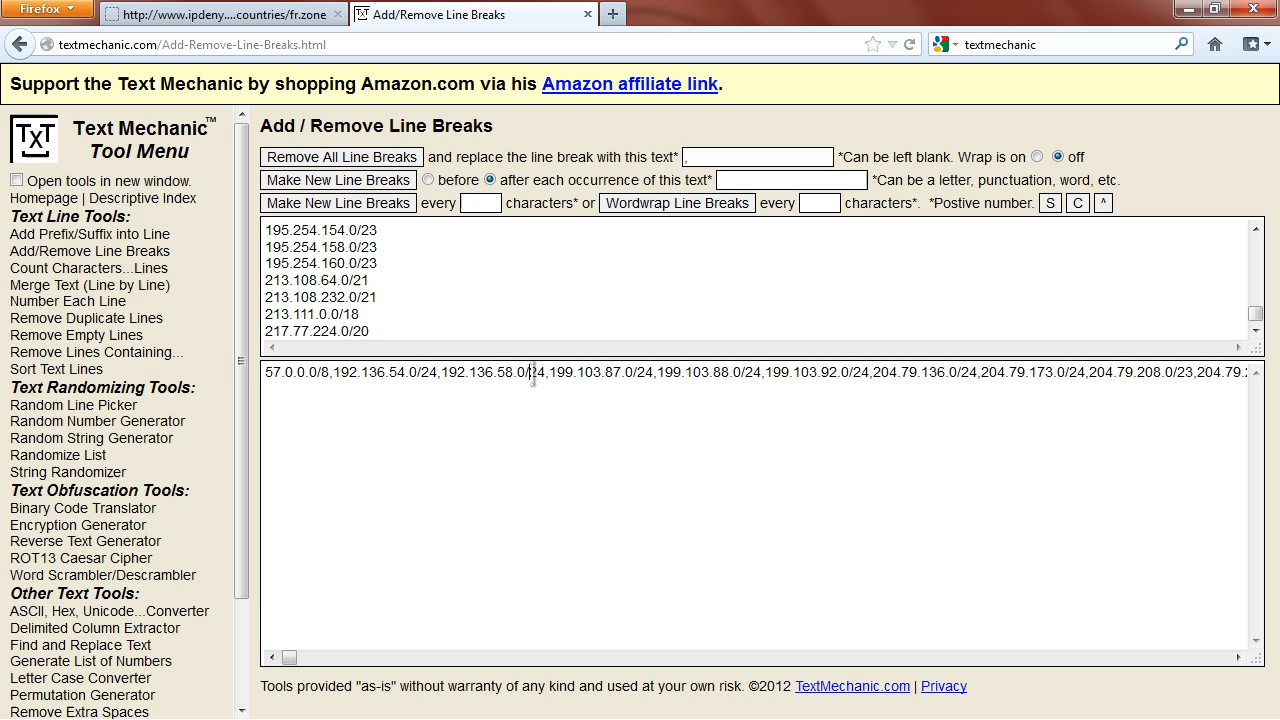 Firefox
http://www.ipdeny....countries/fr.zone
Add/Remove Line Breaks
textmechanic.com/Add-Remove-Line-Breaks.html
textmechanic
Support the Text Mechanic by shopping Amazon.com via his Amazon affiliate link.
TxT
Text Mechanic™
Tool Menu
Open tools in new window.
Homepage | Descriptive Index
Text Line Tools:
Add Prefix/Suffix into Line
Add/Remove Line Breaks
Count Characters...Lines
Merge Text (Line by Line)
Number Each Line
Remove Duplicate Lines
Remove Empty Lines
Remove Lines Containing...
Sort Text Lines
Text Randomizing Tools:
Random Line Picker
Random Number Generator
Random String Generator
Randomize List
String Randomizer
Text Obfuscation Tools:
Binary Code Translator
Encryption Generator
Reverse Text Generator
ROT13 Caesar Cipher
Word Scrambler/Descrambler
Other Text Tools:
ASCII, Hex, Unicode...Converter
Delimited Column Extractor
Find and Replace Text
Generate List of Numbers
Letter Case Converter
Permutation Generator
Remove Extra Spaces
Add / Remove Line Breaks
Remove All Line Breaks and replace the line break with this text* , *Can be left blank. Wrap is on off
Make New Line Breaks before after each occurrence of this text* *Can be a letter, punctuation, word, etc.
Make New Line Breaks every characters* or Wordwrap Line Breaks every characters*. *Postive number. S C ^
195.254.154.0/23
195.254.158.0/23
195.254.160.0/23
213.108.64.0/21
213.108.232.0/21
213.111.0.0/18
217.77.224.0/20
57.0.0.0/8,192.136.54.0/24,192.136.58.0/24,199.103.87.0/24,199.103.88.0/24,199.103.92.0/24,204.79.136.0/24,204.79.173.0/24,204.79.208.0/23,204.79.
Tools provided "as-is" without warranty of any kind and used at your own risk. ©2012 TextMechanic.com | Privacy